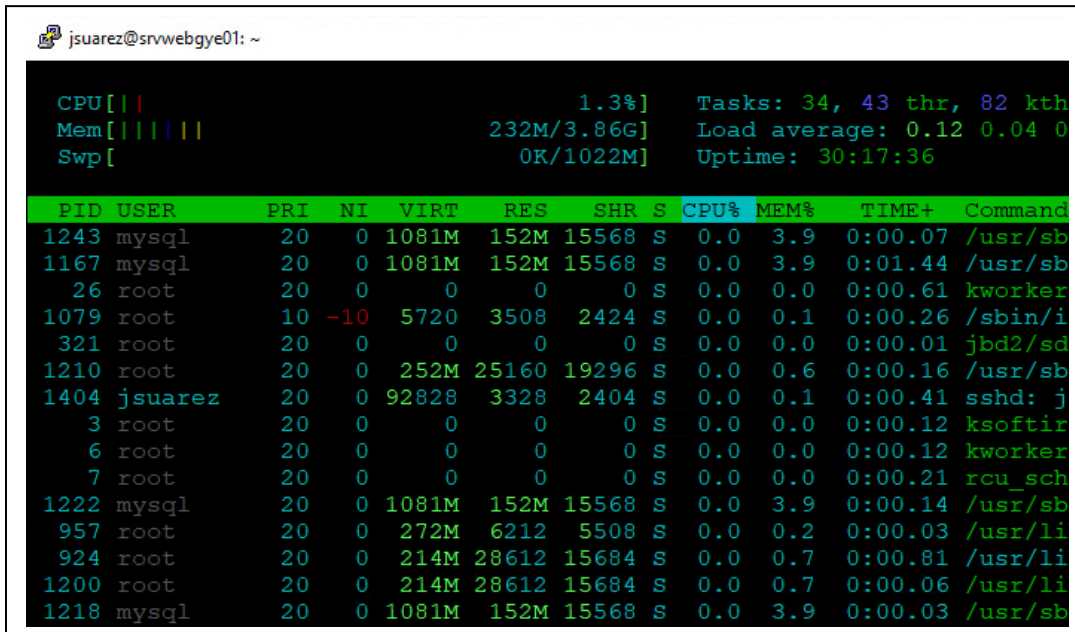 jsuarez@srvwebgye01: ~
CPU[|| 1.3%] Tasks: 34, 43 thr, 82 kth
Mem[||||||| 232M/3.86G] Load average: 0.12 0.04 0
Swp[ 0K/1022M] Uptime: 30:17:36
PID USER PRI NI VIRT RES SHR S CPU% MEM% TIME+ Command
1243 mysql 20 0 1081M 152M 15568 S 0.0 3.9 0:00.07 /usr/sb
1167 mysql 20 0 1081M 152M 15568 S 0.0 3.9 0:01.44 /usr/sb
26 root 20 0 0 0 0 S 0.0 0.0 0:00.61 kworker
1079 root 10 -10 5720 3508 2424 S 0.0 0.1 0:00.26 /sbin/i
321 root 20 0 0 0 0 S 0.0 0.0 0:00.01 jbd2/sd
1210 root 20 0 252M 25160 19296 S 0.0 0.6 0:00.16 /usr/sb
1404 jsuarez 20 0 92828 3328 2404 S 0.0 0.1 0:00.41 sshd: j
3 root 20 0 0 0 0 S 0.0 0.0 0:00.12 ksoftir
6 root 20 0 0 0 0 S 0.0 0.0 0:00.12 kworker
7 root 20 0 0 0 0 S 0.0 0.0 0:00.21 rcu_sch
1222 mysql 20 0 1081M 152M 15568 S 0.0 3.9 0:00.14 /usr/sb
957 root 20 0 272M 6212 5508 S 0.0 0.2 0:00.03 /usr/li
924 root 20 0 214M 28612 15684 S 0.0 0.7 0:00.81 /usr/li
1200 root 20 0 214M 28612 15684 S 0.0 0.7 0:00.06 /usr/li
1218 mysql 20 0 1081M 152M 15568 S 0.0 3.9 0:00.03 /usr/sb